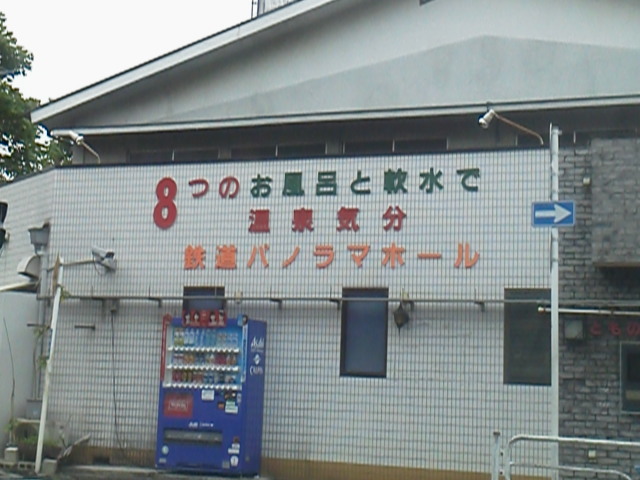 8つのお風呂と軟水で
温泉気分
鉄道パノラマホール
Asahi